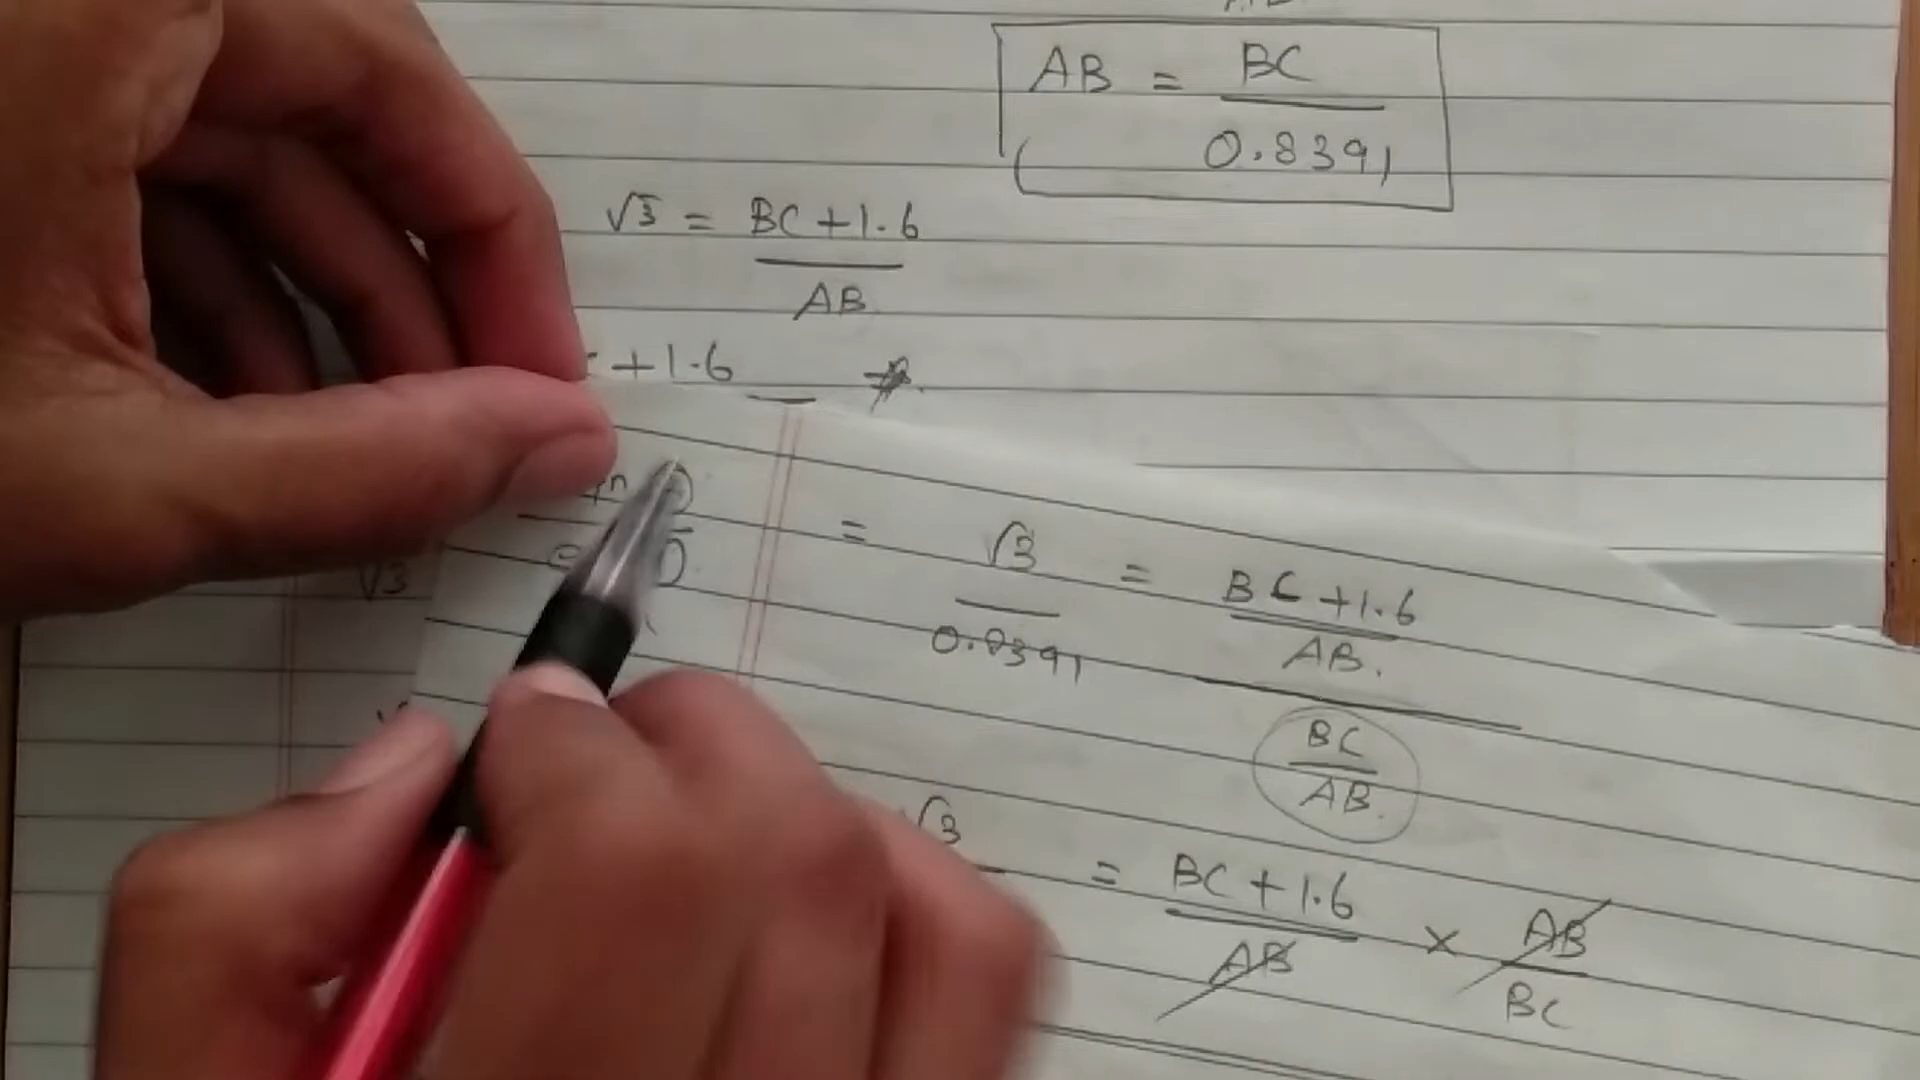 AB = BC
0.8391
√3 = BC+1.6
AB
+1.6
√3
= √3 = BC+1.6
0.8391 AB.
BC
AB.
√3 = BC+1.6 × AB
AB BC